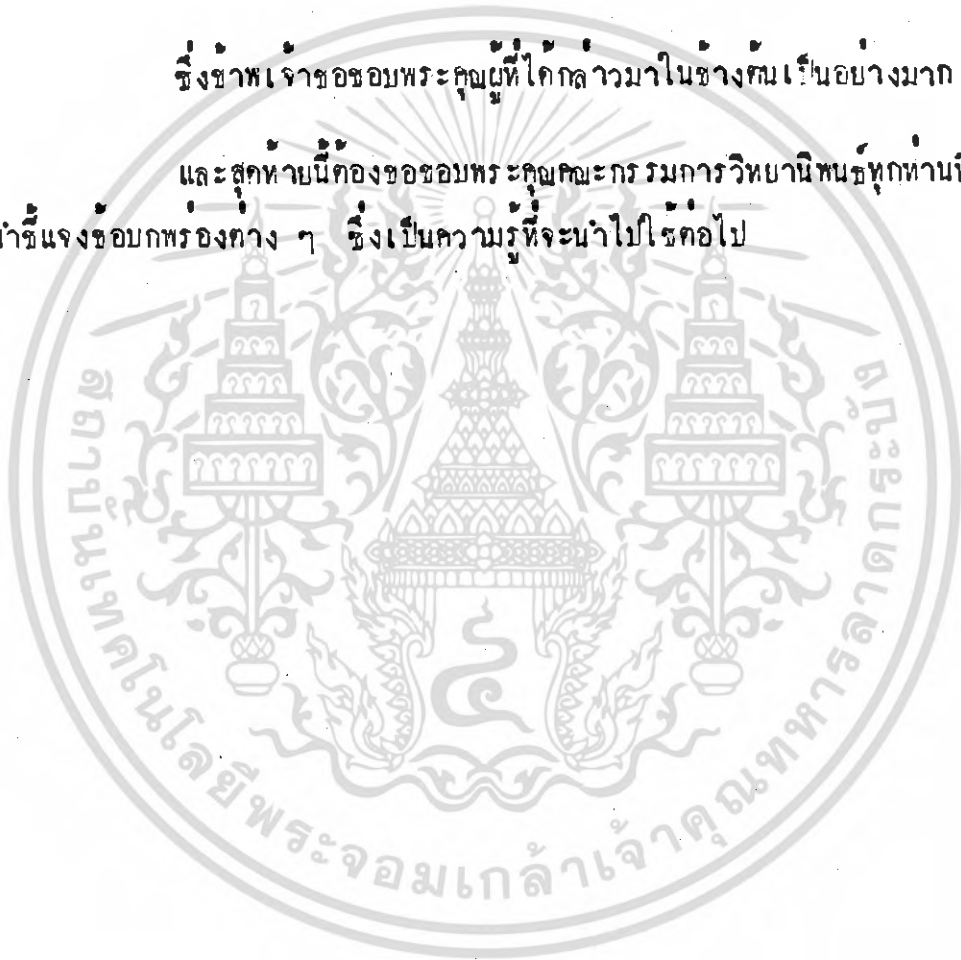 ซึ่งข้าพเจ้าขอขอบพระคุณผู้ที่ได้กล่าวมาในข้างต้นเป็นอย่างมาก
และสุดท้ายนี้ต้องขอขอบพระคุณคณะกรรมการวิทยานิพนธ์ทุกท่าน
ชี้แจงข้อบกพร่องต่าง ๆ ซึ่งเป็นความรู้ที่จะนำไปใช้ต่อไป
สถาบันเทคโนโลยีพระจอมเกล้าเจ้าคุณทหารลาดกระบัง